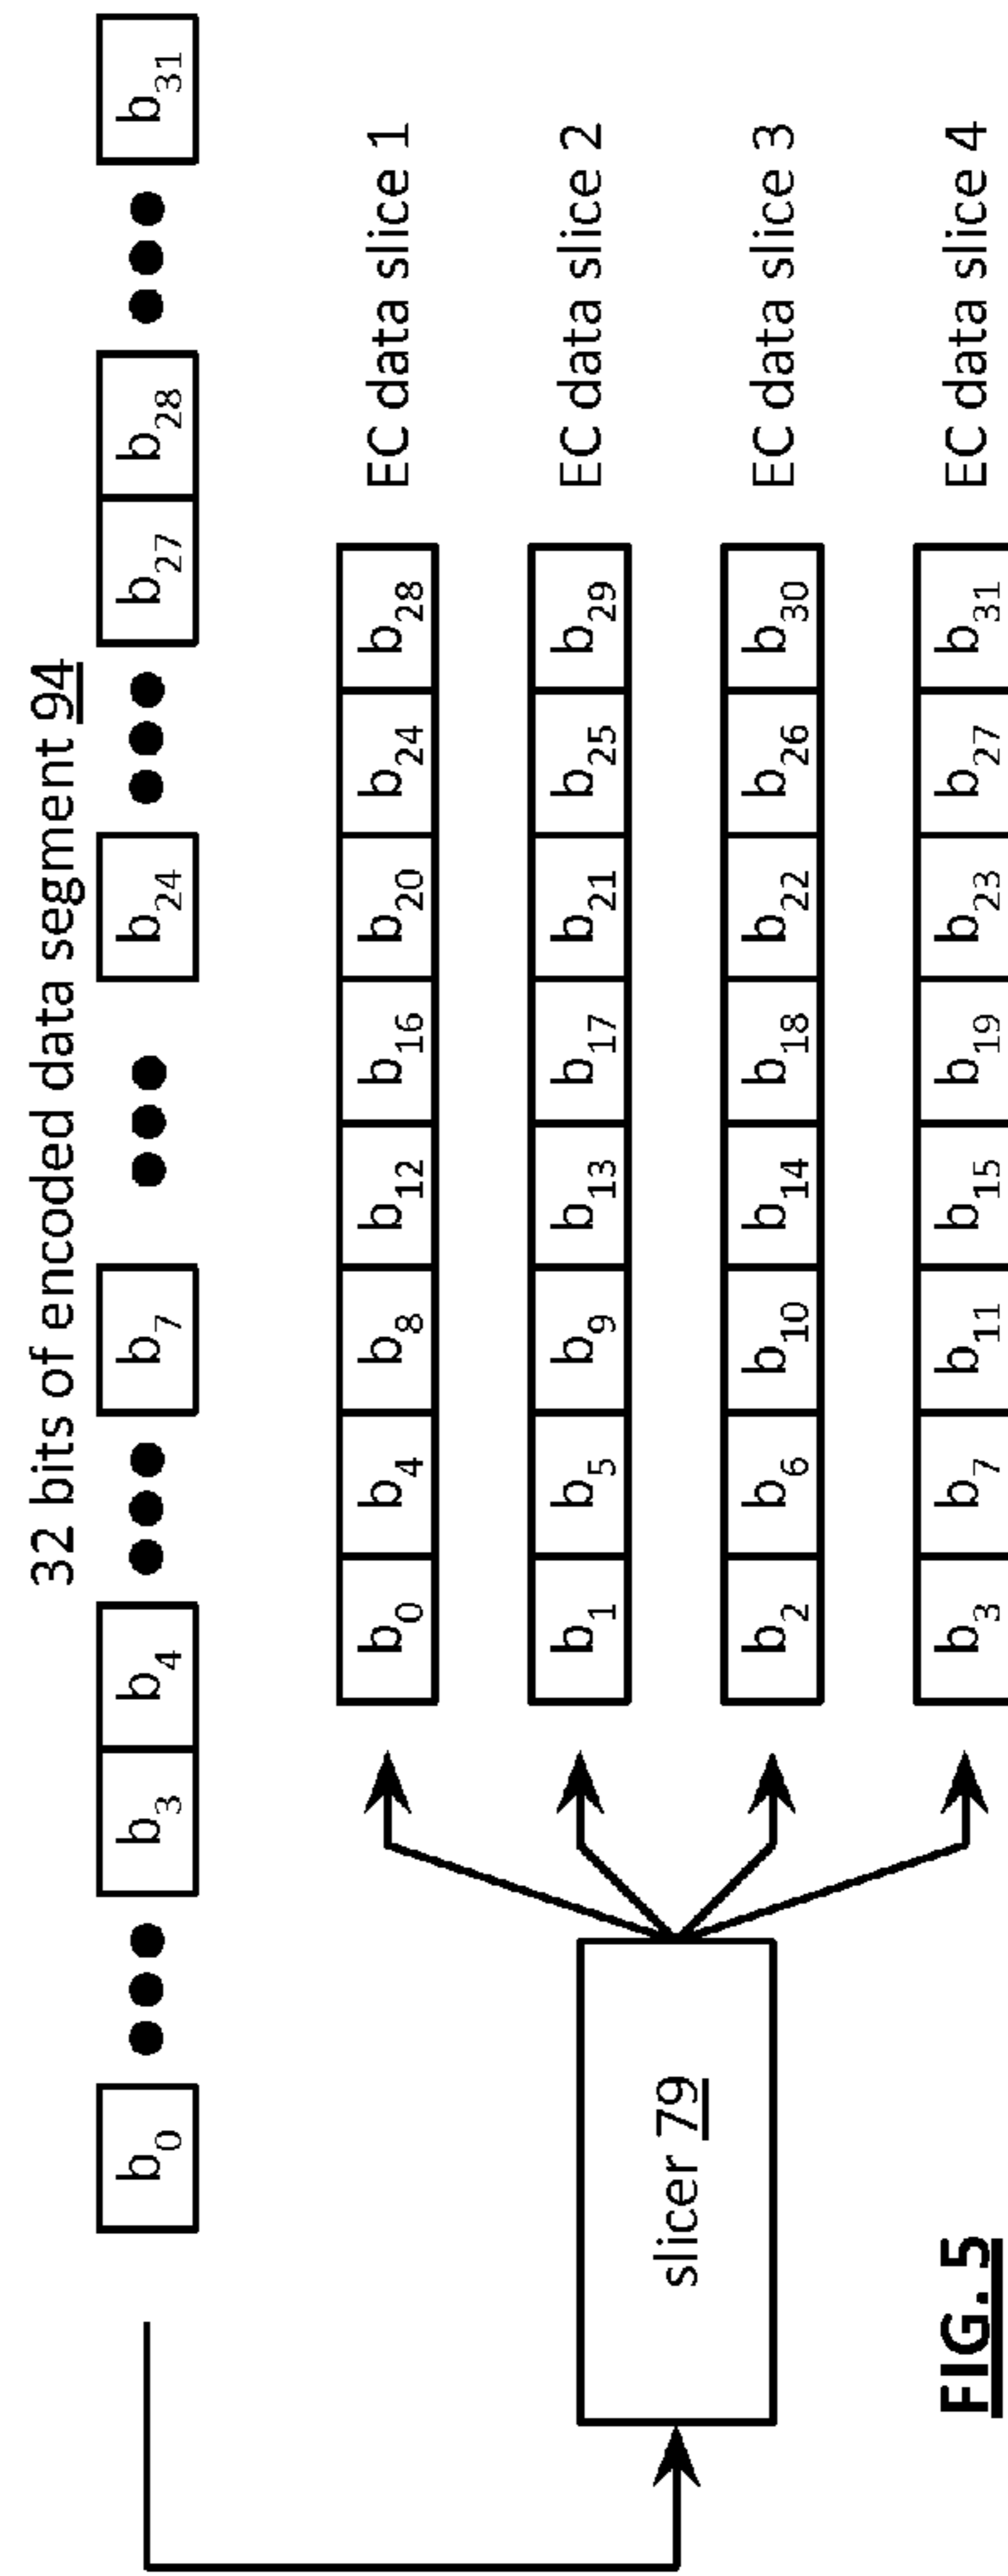 32 bits of encoded data segment 94
b0 ●●● b3 b4 ●●● b7 ●●● b24 ●●● b27 b28 ●●● b31
b0 b4 b8 b12 b16 b20 b24 b28 EC data slice 1
b1 b5 b9 b13 b17 b21 b25 b29 EC data slice 2
slicer 79
b2 b6 b10 b14 b18 b22 b26 b30 EC data slice 3
b3 b7 b11 b15 b19 b23 b27 b31 EC data slice 4
FIG. 5